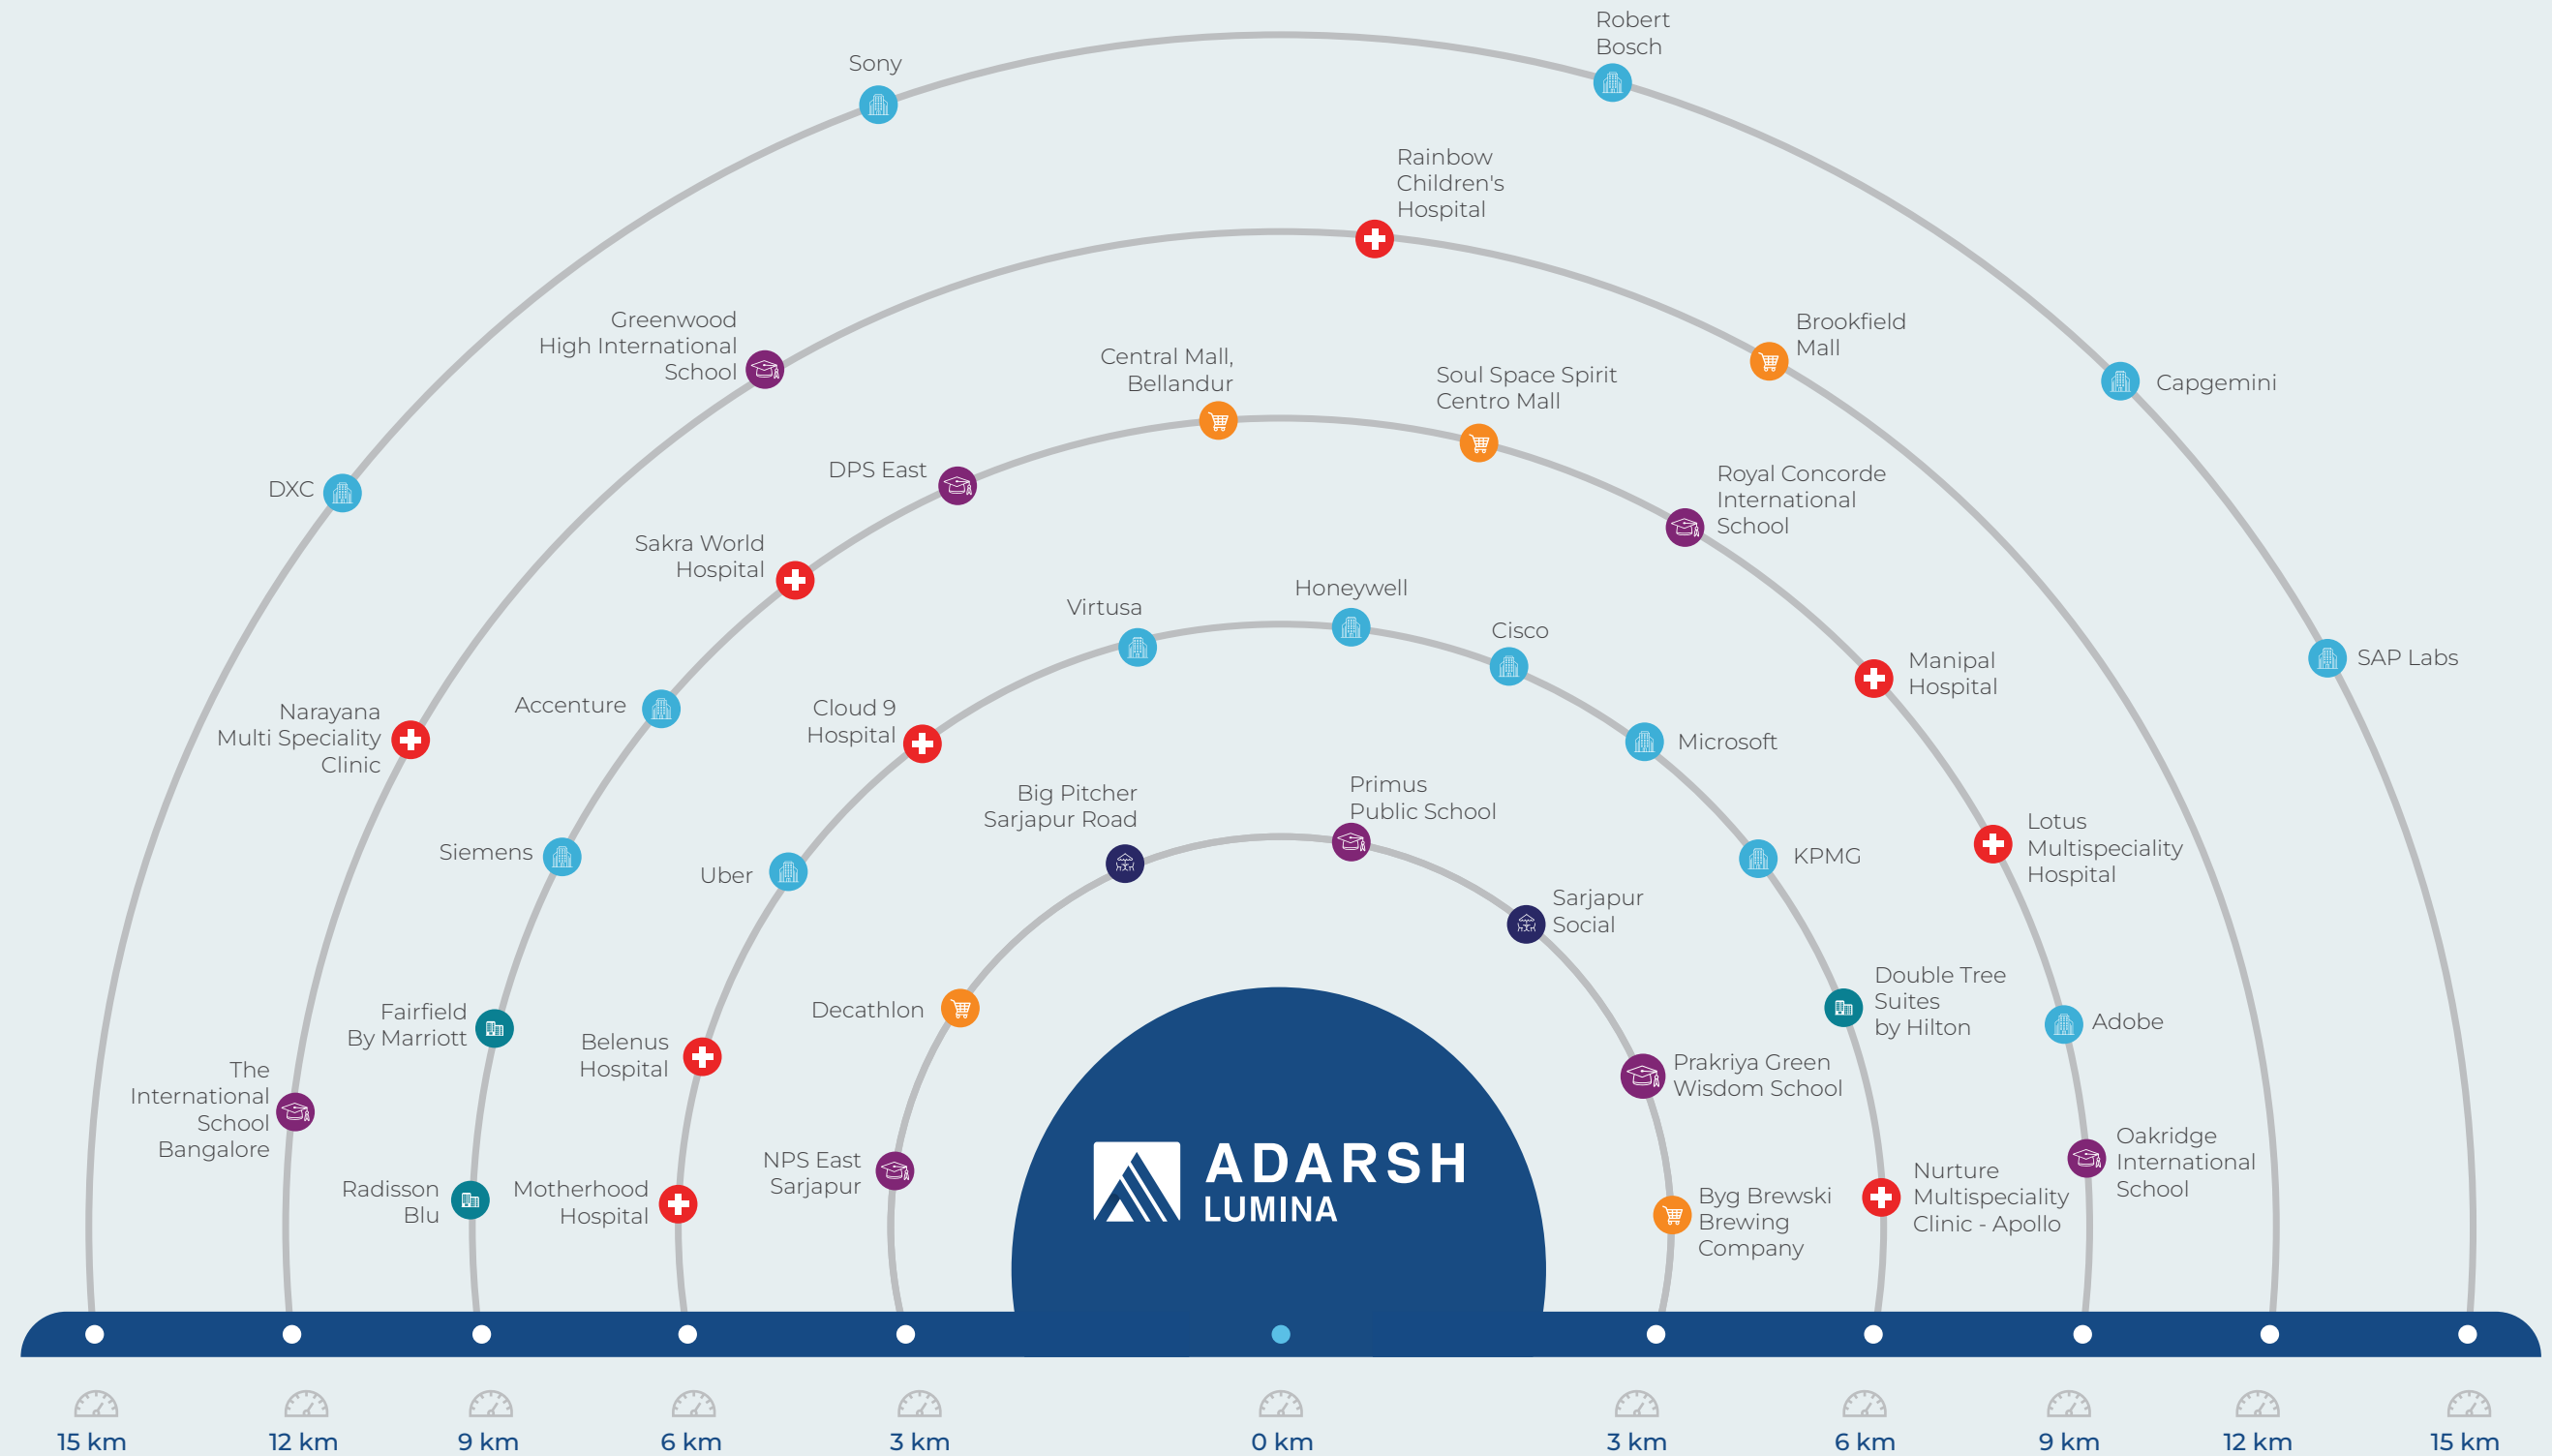 Robert
Bosch
Sony
Rainbow
Children's
Hospital
Greenwood
High International
School
Brookfield
Mall
Central Mall,
Bellandur
Soul Space Spirit
Centro Mall
Capgemini
DPS East
Royal Concorde
International
School
DXC
Sakra World
Hospital
Honeywell
Virtusa
Cisco
Manipal
Hospital
SAP Labs
Narayana
Multi Speciality
Clinic
Accenture
Cloud 9
Hospital
Microsoft
Big Pitcher
Sarjapur Road
Primus
Public School
Siemens
Uber
KPMG
Lotus
Multispeciality
Hospital
Sarjapur
Social
Fairfield
By Marriott
Decathlon
Double Tree
Suites
by Hilton
Adobe
Belenus
Hospital
Prakriya Green
Wisdom School
The
International
School
Bangalore
ADARSH
LUMINA
Oakridge
International
School
Radisson
Blu
Motherhood
Hospital
NPS East
Sarjapur
Byg Brewski
Brewing
Company
Nurture
Multispeciality
Clinic - Apollo
15 km
12 km
9 km
6 km
3 km
0 km
3 km
6 km
9 km
12 km
15 km